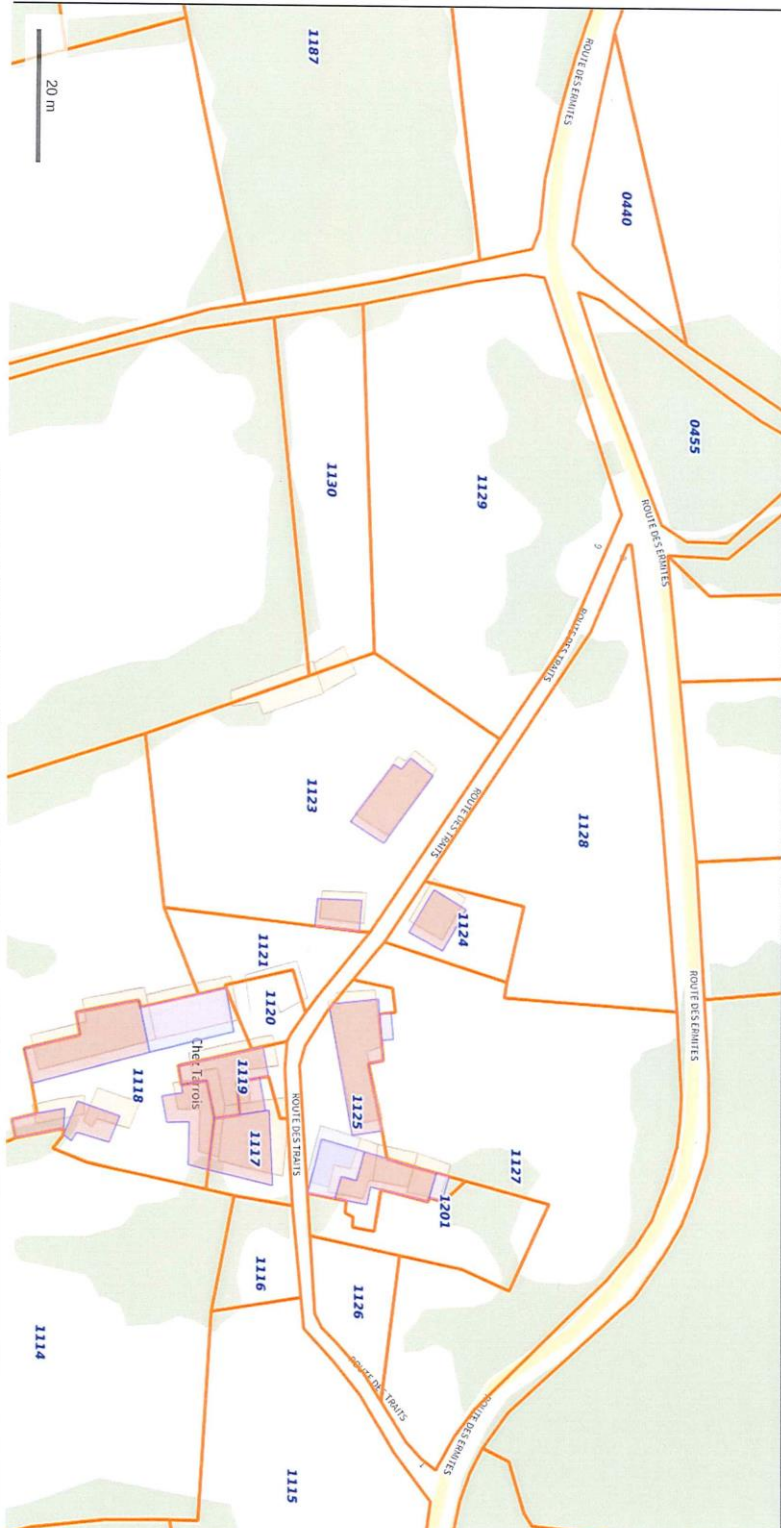 ROUTE DES ERMITES
1187
20 m
0440
0455
ROUTE DES ERMITES
1130
1129
9
ROUTE DES TRAITS
1123
ROUTE DES TRAITS
1128
1124
1121
1120
ROUTE DES ERMITES
Chez Tarrois
1119
1118
1117
ROUTE DES TRAITS
1125
1127
1201
1116
1126
1114
ROUTE DES TRAITS
ROUTE DES ERMITES
1115